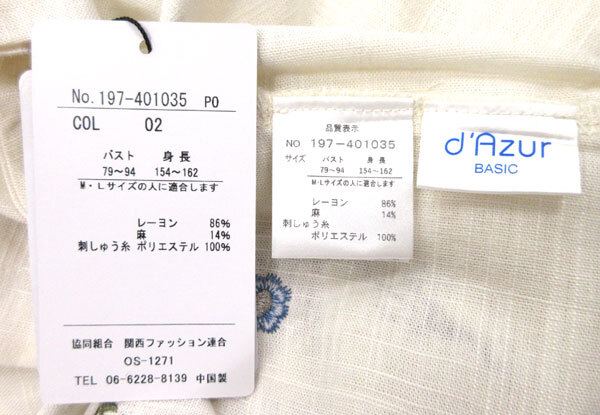 No. 197-401035 PO
COL 02
バスト 身長
79～94 154～162
M・Lサイズの人に適合します
レーヨン 86%
麻 14%
刺しゅう糸 ポリエステル 100%
協同組合 関西ファッション連合
OS-1271
TEL 06-6228-8139 中国製
品質表示
NO 197-401035
サイズ バスト 身長
79～94 154～162
M・Lサイズの人に適合します
レーヨン 86%
麻 14%
刺しゅう糸 ポリエステル 100%
d'Azur
BASIC